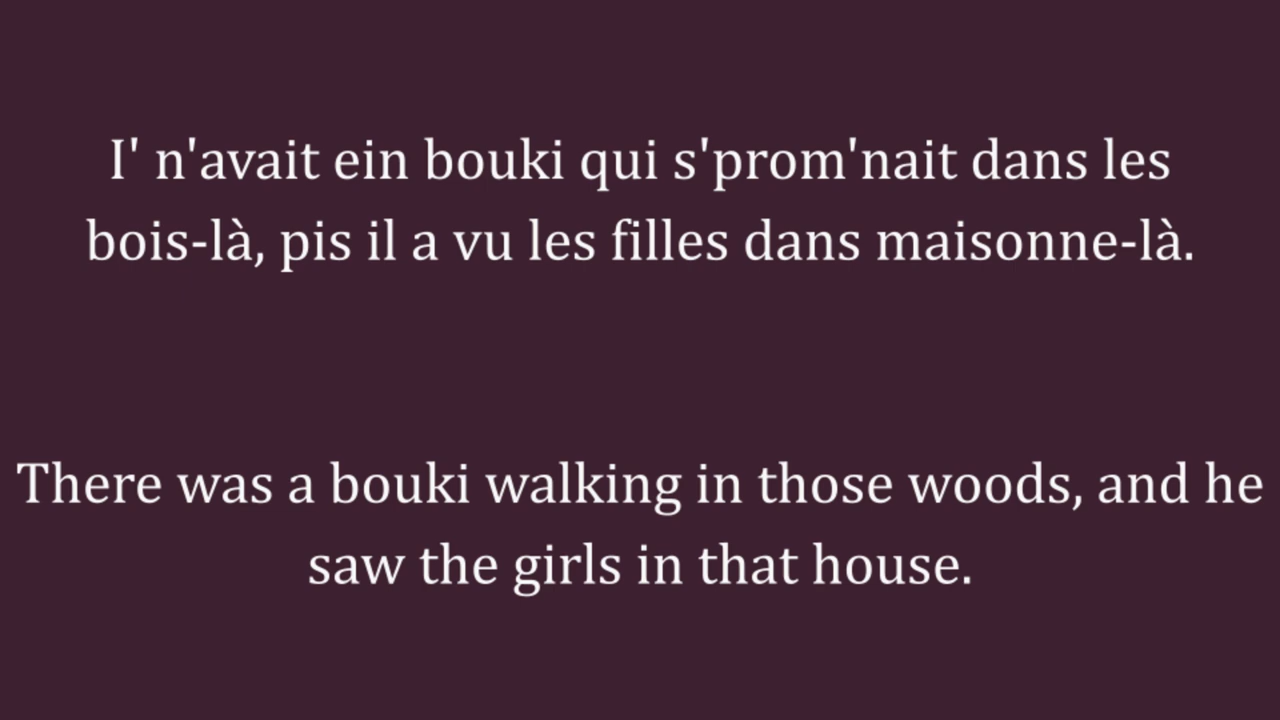 I' n'avait ein bouki qui s'prom'nait dans les
bois-là, pis il a vu les filles dans maisonne-là.
There was a bouki walking in those woods, and he
saw the girls in that house.